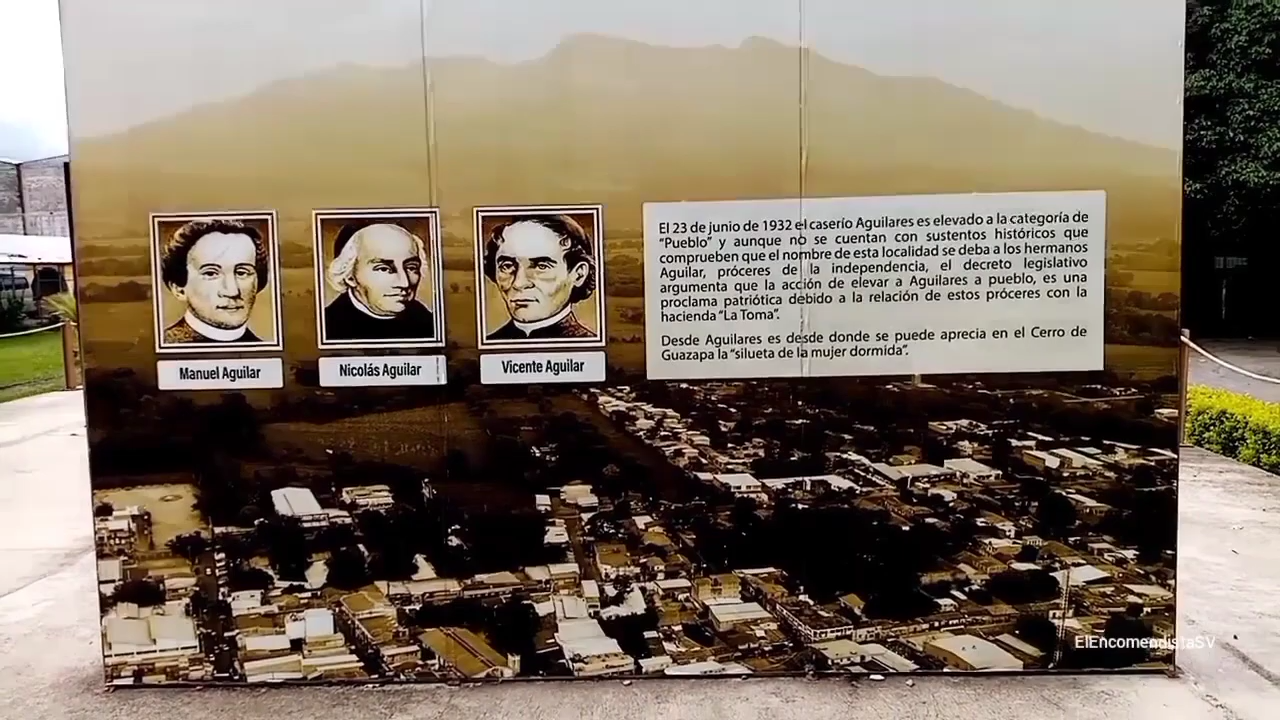 Manuel Aguilar
Nicolás Aguilar
Vicente Aguilar
El 23 de junio de 1932 el caserío Aguilares es elevado a la categoría de
"Pueblo" y aunque no se cuentan con sustentos históricos que
comprueben que el nombre de esta localidad se deba a los hermanos
Aguilar, próceres de la independencia, el decreto legislativo
argumenta que la acción de elevar a Aguilares a pueblo, es una
proclama patriótica debido a la relación de estos próceres con la
hacienda "La Toma".
Desde Aguilares es desde donde se puede aprecia en el Cerro de
Guazapa la "silueta de la mujer dormida".
ElEncomendistaSV